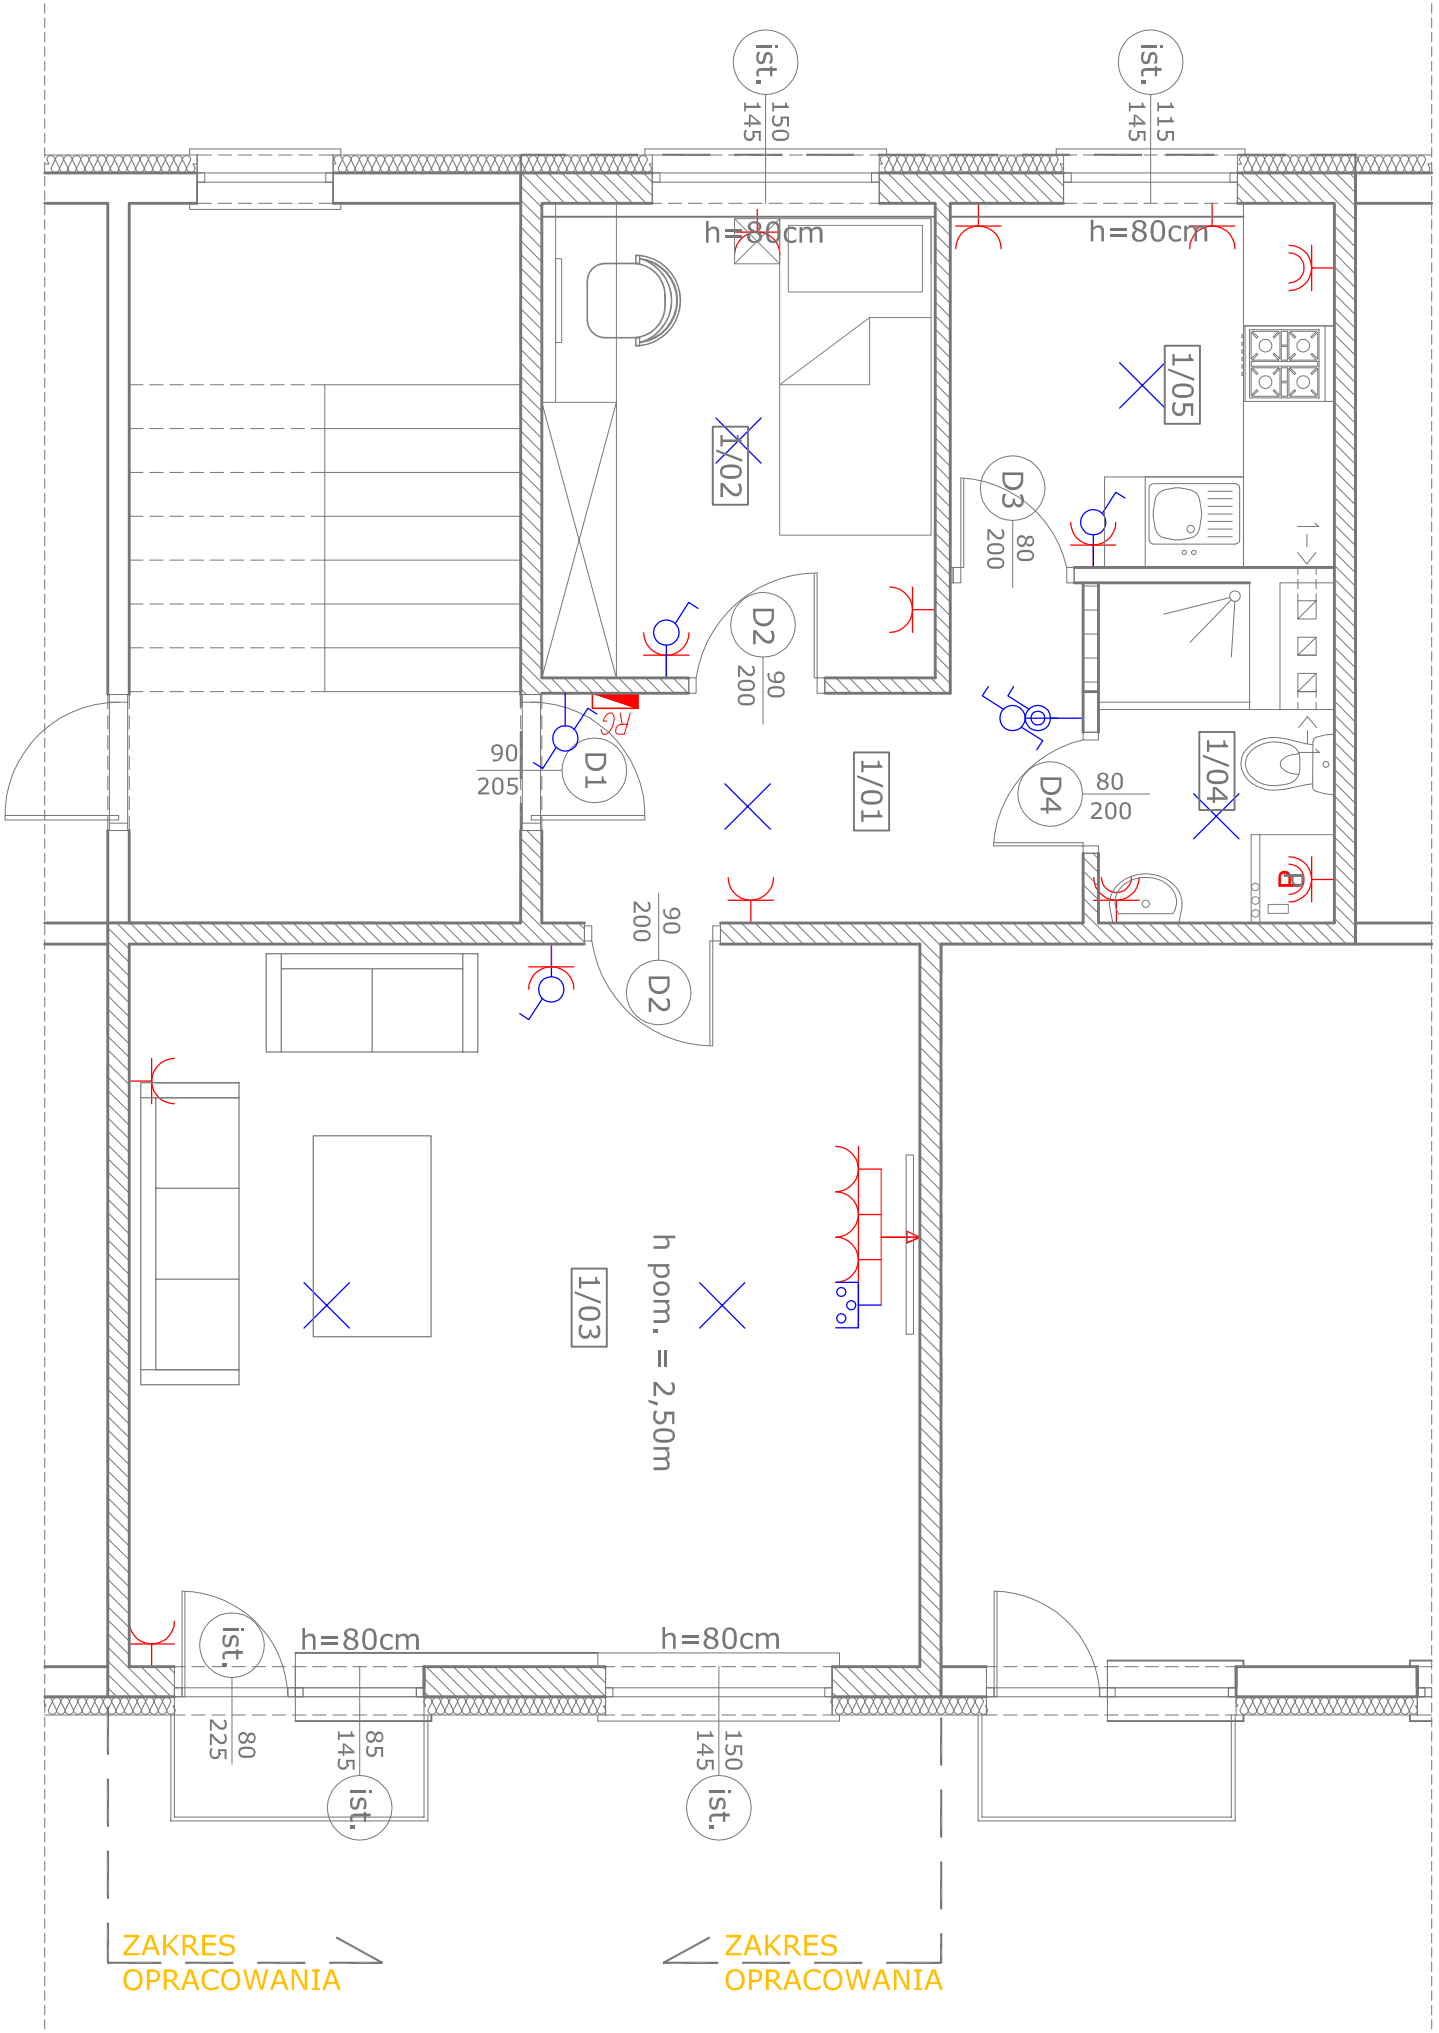 ist.
150
145
ist.
115
145
h=80cm
h=80cm
1/05
1/02
D3
80
200
D2
90
200
RG
D1
90
205
1/01
1/04
D4
80
200
P
P
90
200
D2
h pom. = 2,50m
1/03
ist.
h=80cm
h=80cm
80
225
85
145
ist.
150
145
ist.
ZAKRES
OPRACOWANIA
ZAKRES
OPRACOWANIA